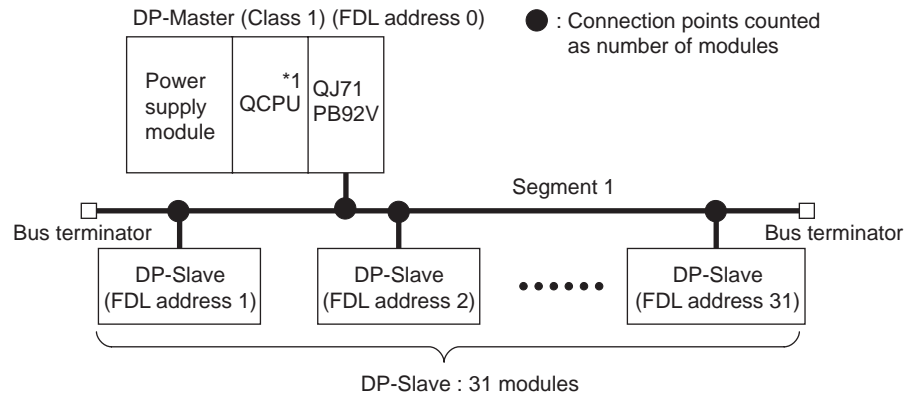 DP-Master (Class 1) (FDL address 0)
● : Connection points counted
as number of modules
Power
supply
module
*1
QCPU
QJ71
PB92V
Segment 1
Bus terminator
Bus terminator
DP-Slave
(FDL address 1)
DP-Slave
(FDL address 2)
••••••
DP-Slave
(FDL address 31)
DP-Slave : 31 modules